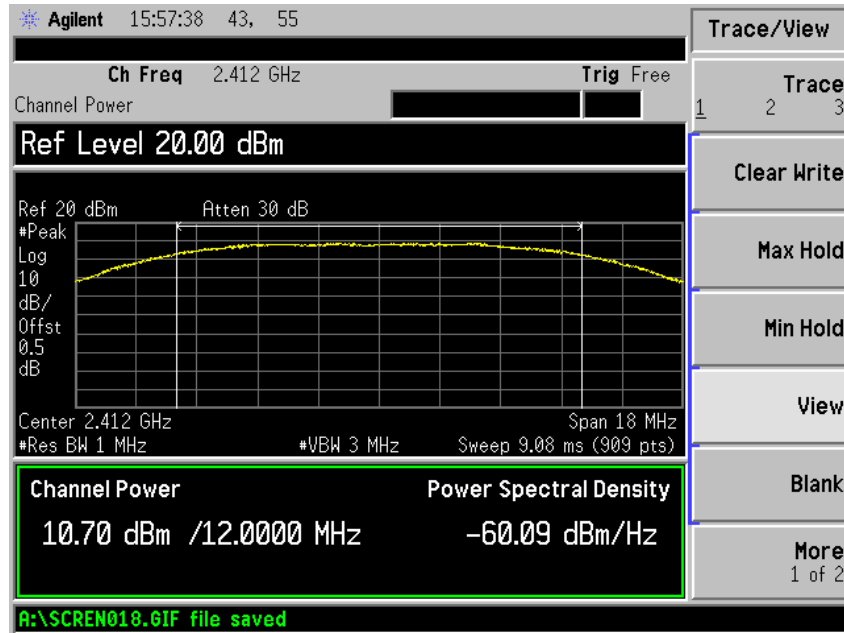 Agilent 15:57:38 43, 55
Trace/View
Ch Freq 2.412 GHz Trig Free
Channel Power
Trace
1 2 3
Ref Level 20.00 dBm
Clear Write
Ref 20 dBm Atten 30 dB
#Peak
Log
10
dB/
Offst
0.5
dB
Max Hold
Min Hold
View
Center 2.412 GHz Span 18 MHz
#Res BW 1 MHz #VBW 3 MHz Sweep 9.08 ms (909 pts)
Channel Power Power Spectral Density
10.70 dBm /12.0000 MHz -60.09 dBm/Hz
Blank
More
1 of 2
A:\SCREN018.GIF file saved